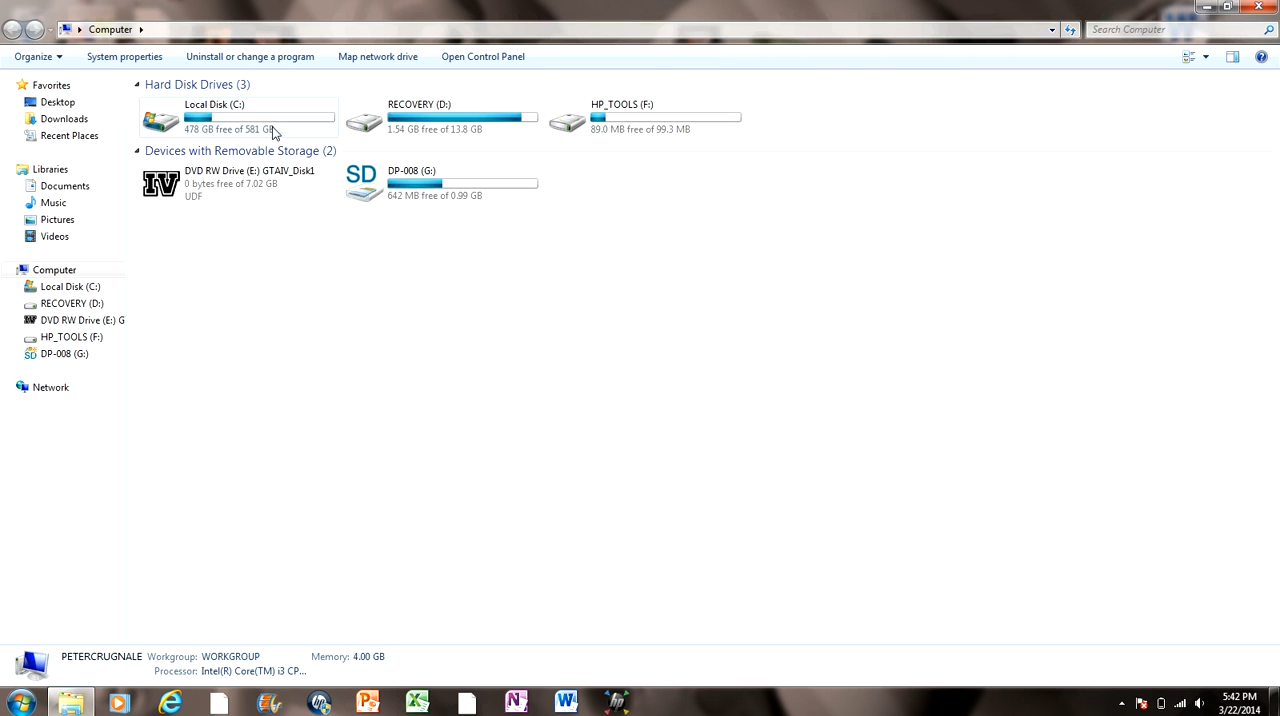 Computer
Search Computer
Organize
System properties
Uninstall or change a program
Map network drive
Open Control Panel
Favorites
Desktop
Downloads
Recent Places
Libraries
Documents
Music
Pictures
Videos
Computer
Local Disk (C:)
RECOVERY (D:)
DVD RW Drive (E:) G
HP_TOOLS (F:)
DP-008 (G:)
Network
Hard Disk Drives (3)
Local Disk (C:)
478 GB free of 581 GB
RECOVERY (D:)
1.54 GB free of 13.8 GB
HP_TOOLS (F:)
89.0 MB free of 99.3 MB
Devices with Removable Storage (2)
IV
DVD RW Drive (E:) GTAIV_Disk1
0 bytes free of 7.02 GB
UDF
SD
DP-008 (G:)
642 MB free of 0.99 GB
PETERCRUGNALE Workgroup: WORKGROUP Memory: 4.00 GB
Processor: Intel(R) Core(TM) i3 CP...
5:42 PM
3/22/2014